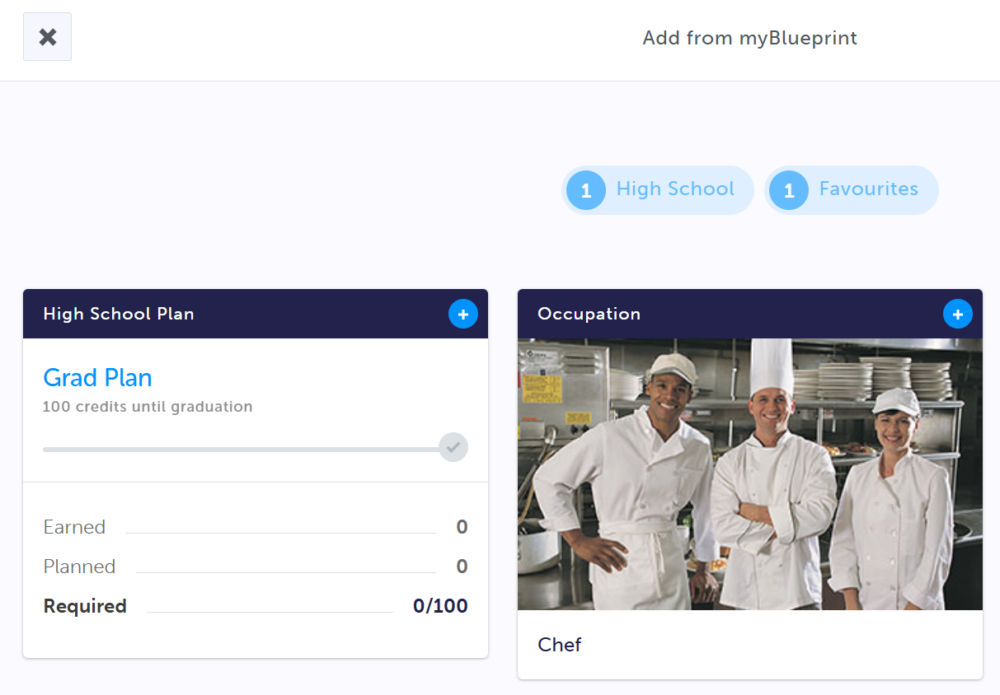 Add from myBlueprint
1 High School
1 Favourites
High School Plan
Grad Plan
100 credits until graduation
Earned 0
Planned 0
Required 0/100
Occupation
Chef